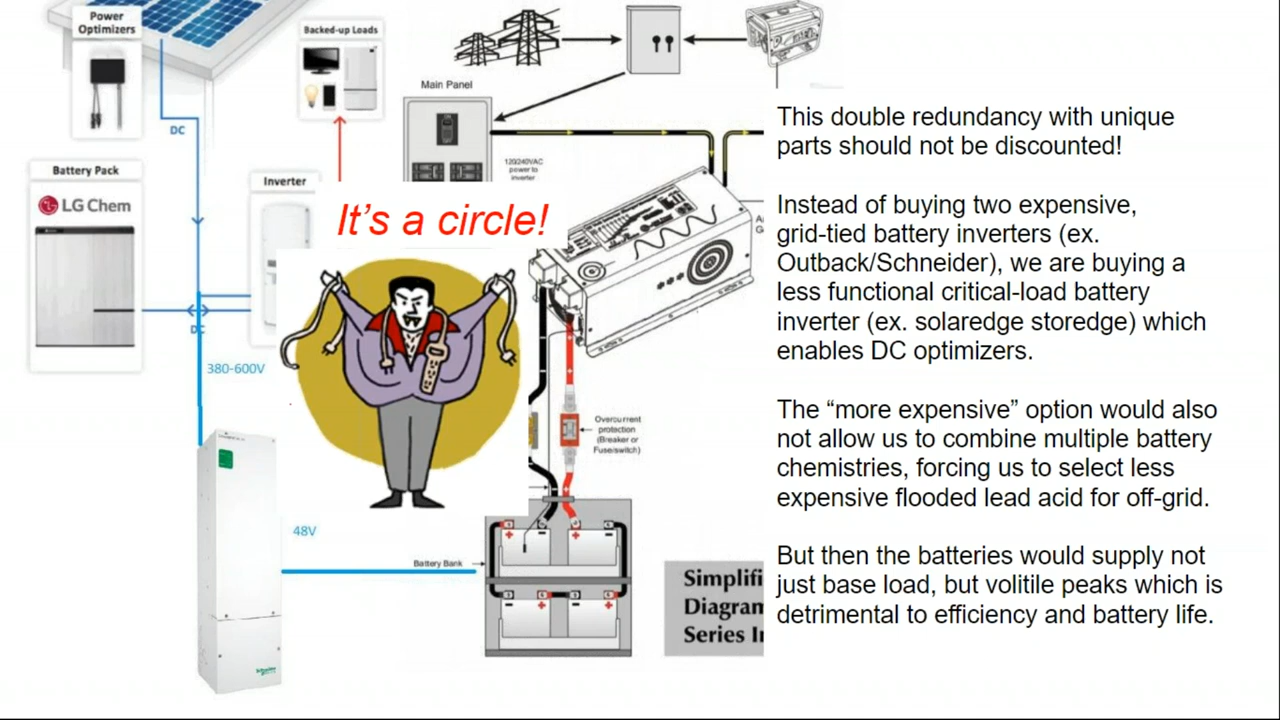 Power
Optimizers
Backed-up Loads
Main Panel
DC
120/240VAC
power to
inverter
Battery Pack
LG Chem
Inverter
It's a circle!
DC
380-600V
Overcurrent
protection
(Breaker or
Fuse/switch)
48V
Battery Bank
Simplifi
Diagram
Series I
Schneider
This double redundancy with unique
parts should not be discounted!
Instead of buying two expensive,
grid-tied battery inverters (ex.
Outback/Schneider), we are buying a
less functional critical-load battery
inverter (ex. solaredge storedge) which
enables DC optimizers.
The “more expensive” option would also
not allow us to combine multiple battery
chemistries, forcing us to select less
expensive flooded lead acid for off-grid.
But then the batteries would supply not
just base load, but volitile peaks which is
detrimental to efficiency and battery life.